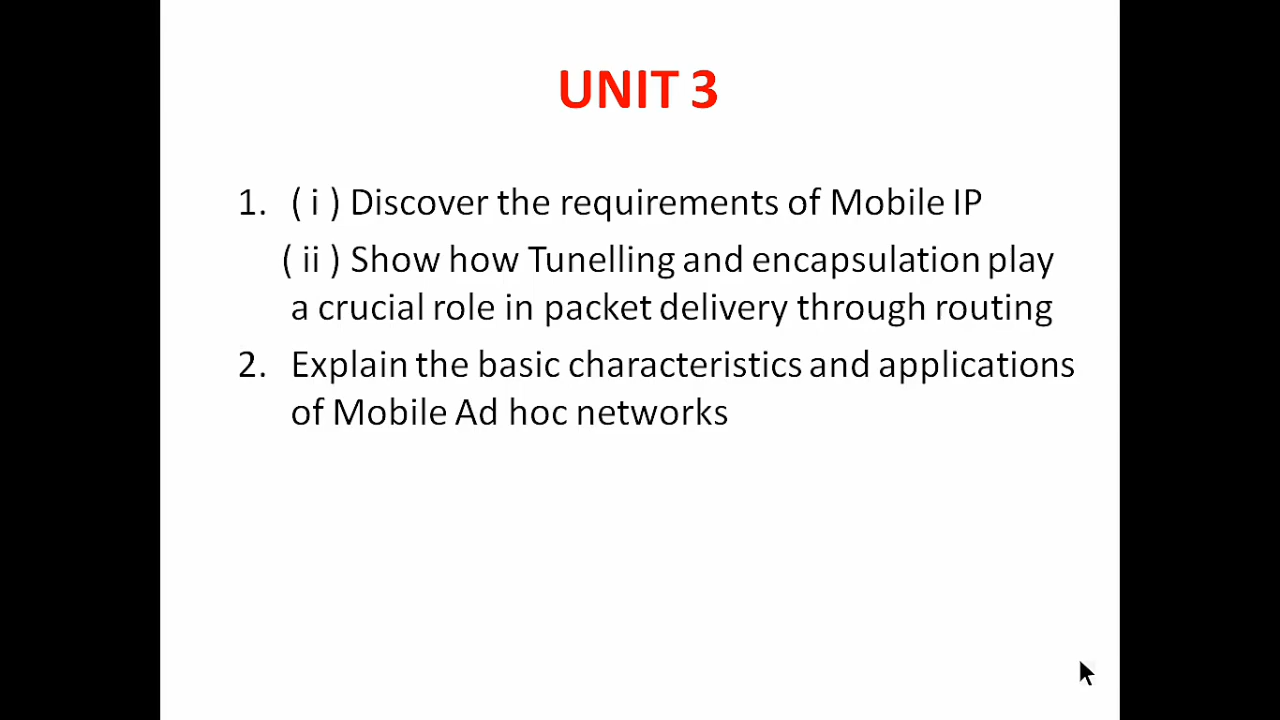 UNIT 3
1. ( i ) Discover the requirements of Mobile IP
( ii ) Show how Tunelling and encapsulation play
a crucial role in packet delivery through routing
2. Explain the basic characteristics and applications
of Mobile Ad hoc networks